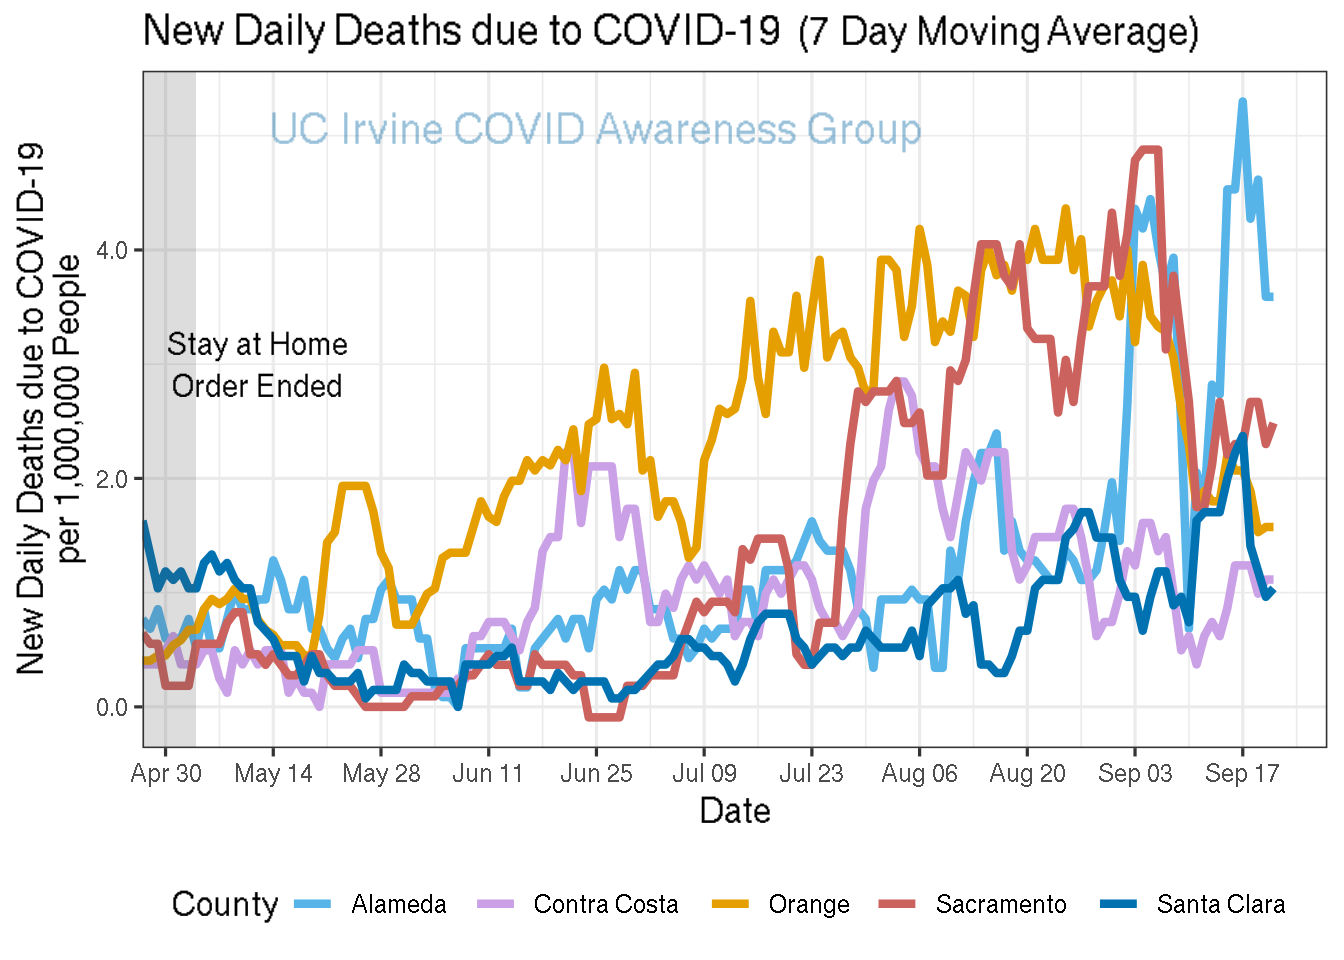 New Daily Deaths due to COVID-19 (7 Day Moving Average)
UC Irvine COVID Awareness Group
New Daily Deaths due to COVID-19
per 1,000,000 People
4.0
2.0
0.0
Stay at Home
Order Ended
Apr 30 May 14 May 28 Jun 11 Jun 25 Jul 09 Jul 23 Aug 06 Aug 20 Sep 03 Sep 17
Date
County Alameda Contra Costa Orange Sacramento Santa Clara